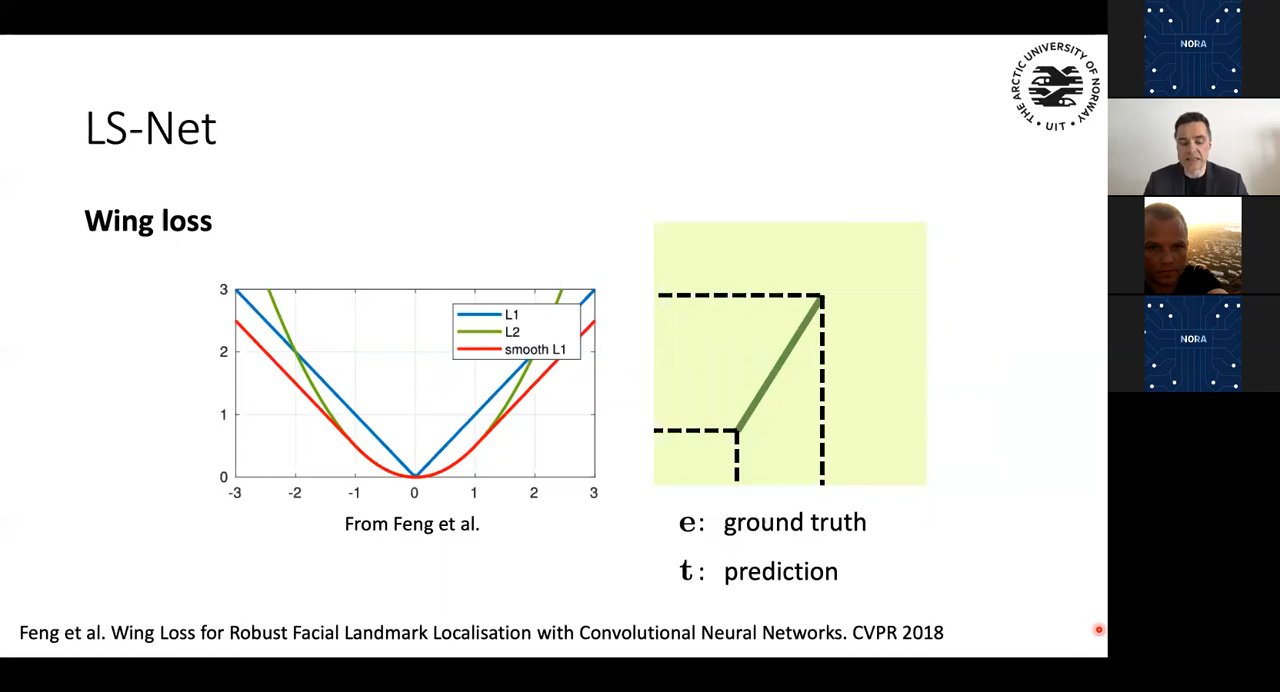 LS-Net
THE ARCTIC UNIVERSITY OF NORWAY
• UIT •
Wing loss
3
2
1
0
-3 -2 -1 0 1 2 3
L1
L2
smooth L1
From Feng et al.
e: ground truth
t: prediction
Feng et al. Wing Loss for Robust Facial Landmark Localisation with Convolutional Neural Networks. CVPR 2018
NORA
NORA